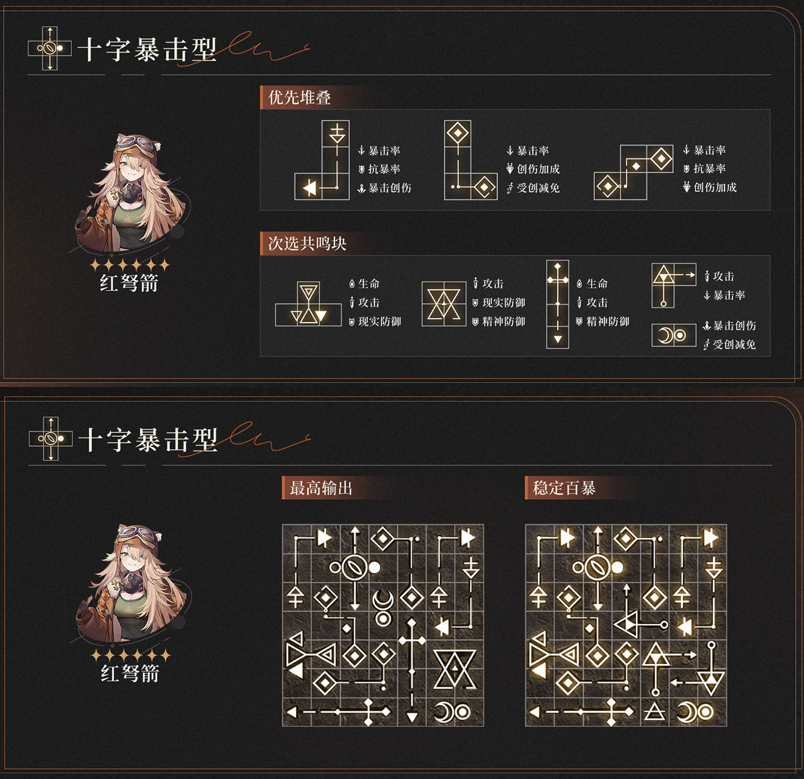 十字暴击型
优先堆叠
暴击率
抗暴率
暴击创伤
暴击率
创伤加成
受创减免
暴击率
抗暴率
创伤加成
红弩箭
次选共鸣块
生命
攻击
现实防御
攻击
现实防御
精神防御
生命
攻击
精神防御
攻击
暴击率
暴击创伤
受创减免
十字暴击型
红弩箭
最高输出
稳定百暴